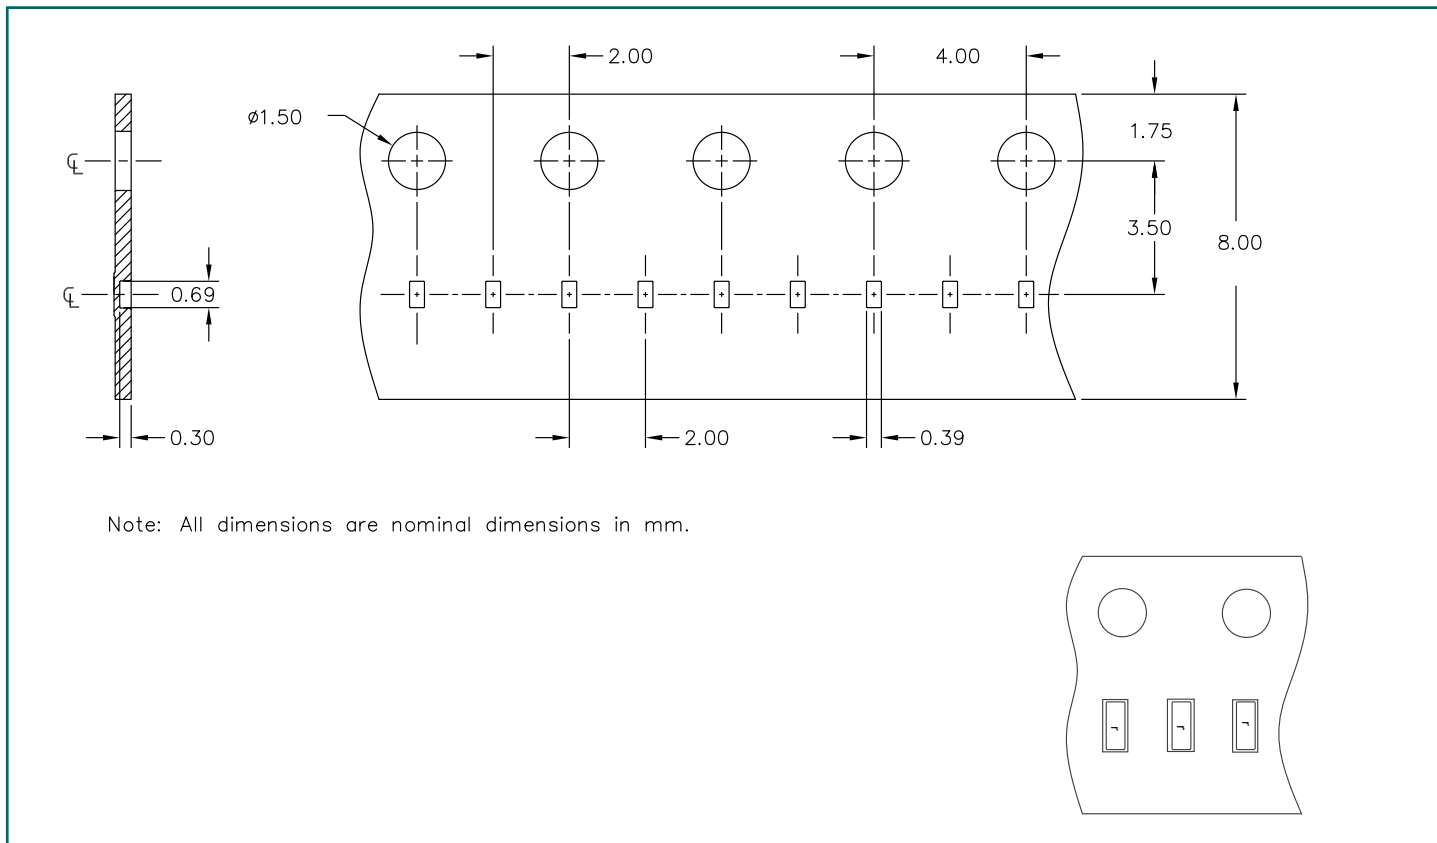 2.00
4.00
ø1.50
1.75
℄
3.50
8.00
℄
0.69
0.30
2.00
0.39
Note: All dimensions are nominal dimensions in mm.
r
r
r